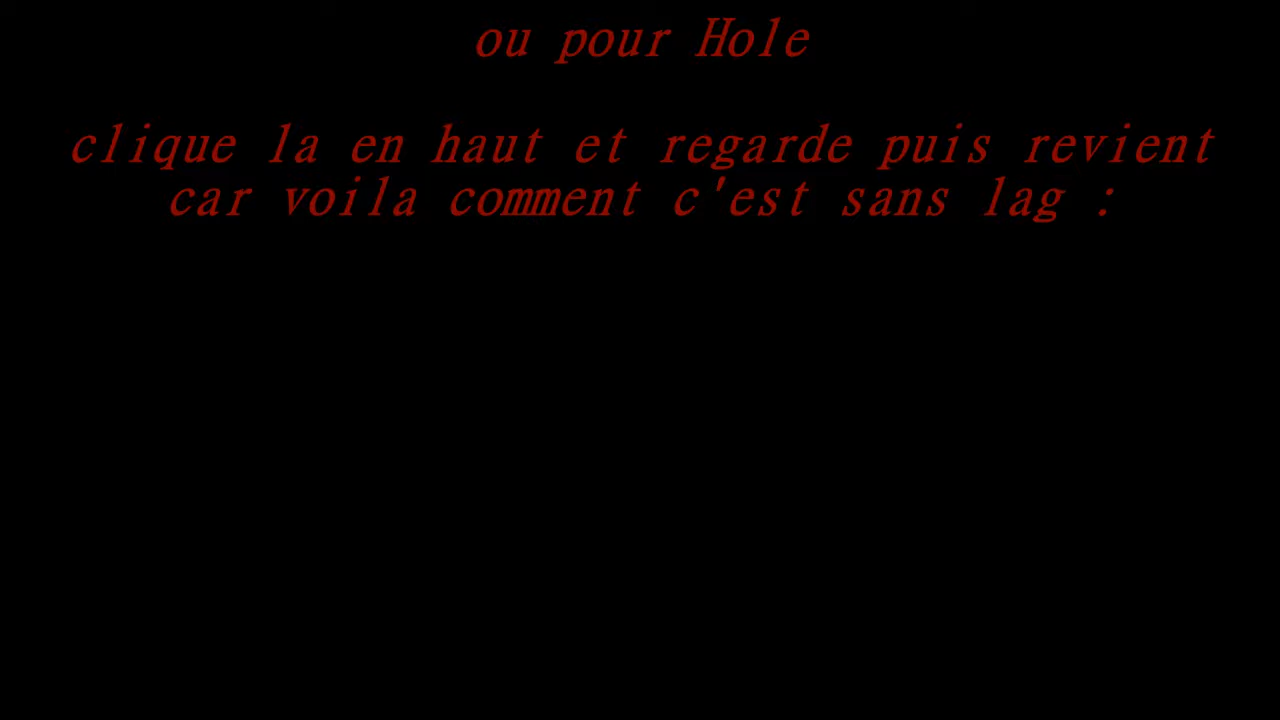 ou pour Hole
clique la en haut et regarde puis revient
car voila comment c'est sans lag :